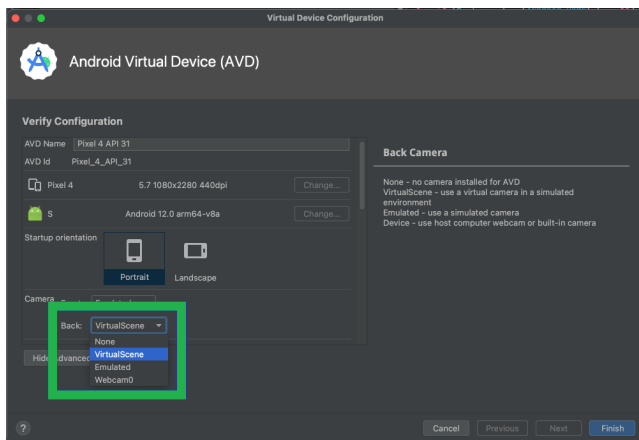 Virtual Device Configuration
Android Virtual Device (AVD)
Verify Configuration
AVD Name Pixel 4 API 31
AVD Id Pixel_4_API_31
Pixel 4 5.7 1080x2280 440dpi Change...
S Android 12.0 arm64-v8a Change...
Startup orientation
Portrait Landscape
Camera
Back: VirtualScene
None
VirtualScene
Emulated
Webcam0
Hide Advanced
Back Camera
None - no camera installed for AVD
VirtualScene - use a virtual camera in a simulated
environment
Emulated - use a simulated camera
Device - use host computer webcam or built-in camera
? Cancel Previous Next Finish